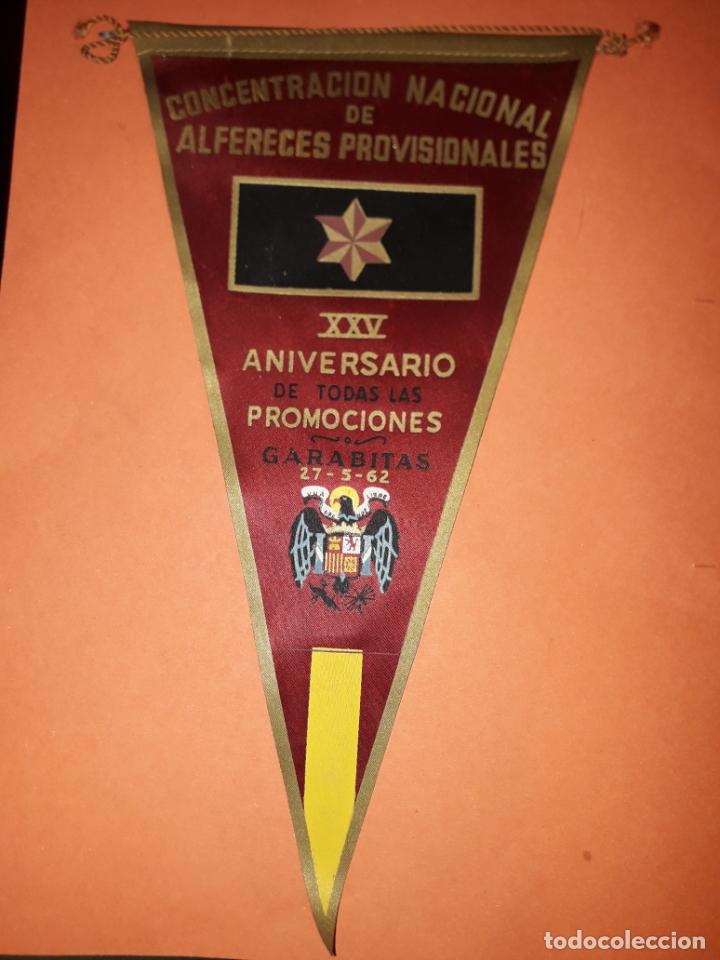 CONCENTRACION NACIONAL
DE
ALFERECES PROVISIONALES
XXV
ANIVERSARIO
DE TODAS LAS
PROMOCIONES
GARABITAS
27-5-62
todocoleccion